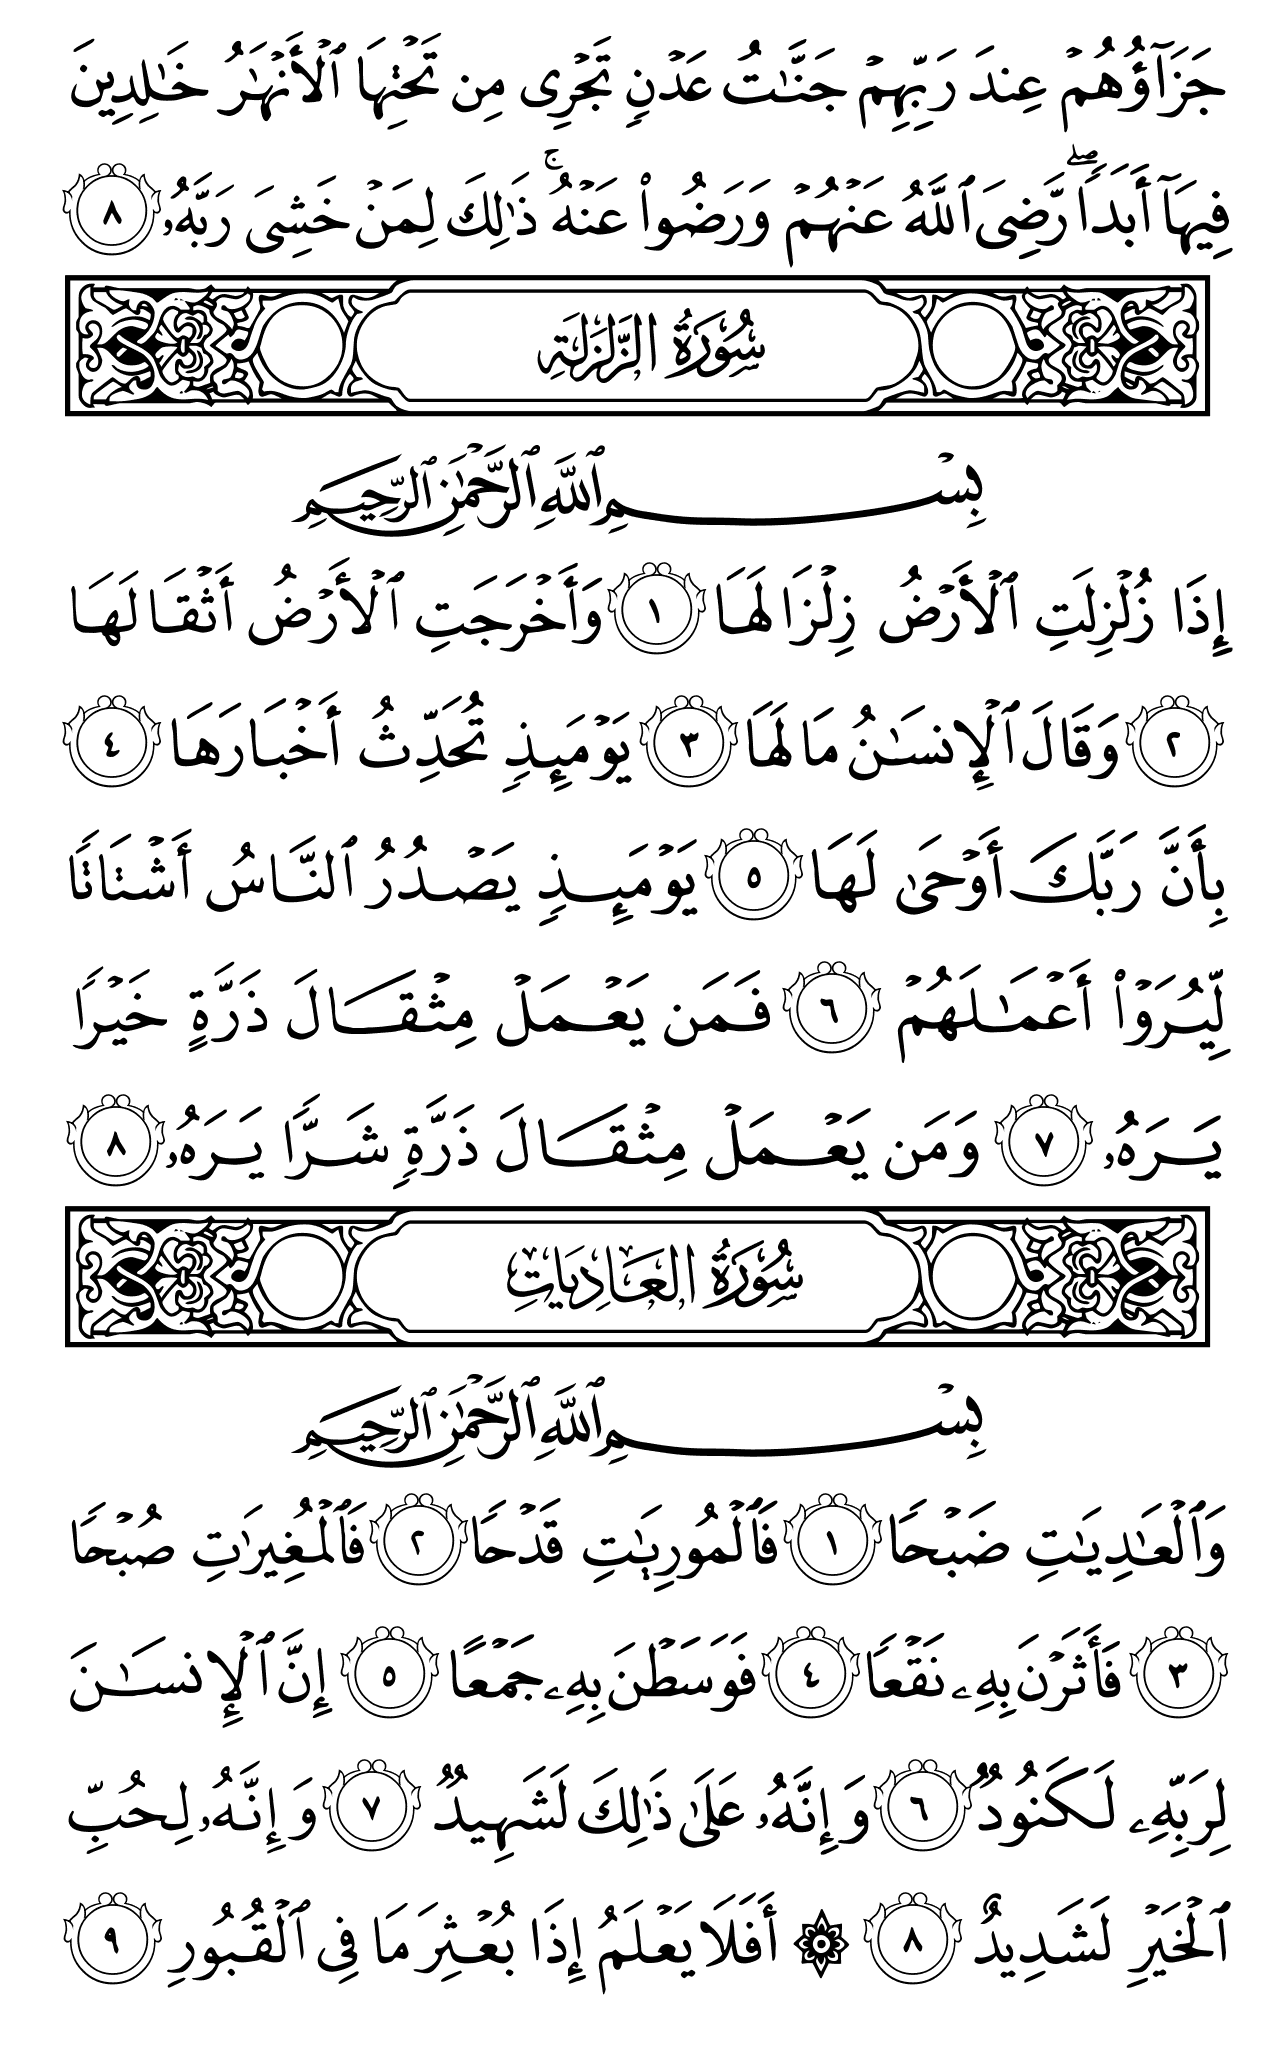 جَزَآؤُهُمْ عِندَ رَبِّهِمْ جَنَّٰتُ عَدْنٍ تَجْرِى مِن تَحْتِهَا ٱلْأَنْهَٰرُ خَٰلِدِينَ
فِيهَآ أَبَدًا ۖ رَّضِىَ ٱللَّهُ عَنْهُمْ وَرَضُوا۟ عَنْهُ ۚ ذَٰلِكَ لِمَنْ خَشِىَ رَبَّهُۥ ٨
سُورَةُ الزَّلْزَلَةِ
بِسْمِ ٱللَّهِ ٱلرَّحْمَٰنِ ٱلرَّحِيمِ
إِذَا زُلْزِلَتِ ٱلْأَرْضُ زِلْزَالَهَا ١ وَأَخْرَجَتِ ٱلْأَرْضُ أَثْقَالَهَا
٢ وَقَالَ ٱلْإِنسَٰنُ مَا لَهَا ٣ يَوْمَئِذٍ تُحَدِّثُ أَخْبَارَهَا ٤
بِأَنَّ رَبَّكَ أَوْحَىٰ لَهَا ٥ يَوْمَئِذٍ يَصْدُرُ ٱلنَّاسُ أَشْتَاتًا
لِّيُرَوْا۟ أَعْمَٰلَهُمْ ٦ فَمَن يَعْمَلْ مِثْقَالَ ذَرَّةٍ خَيْرًا
يَرَهُۥ ٧ وَمَن يَعْمَلْ مِثْقَالَ ذَرَّةٍ شَرًّا يَرَهُۥ ٨
سُورَةُ العَادِيَاتِ
بِسْمِ ٱللَّهِ ٱلرَّحْمَٰنِ ٱلرَّحِيمِ
وَٱلْعَٰدِيَٰتِ ضَبْحًا ١ فَٱلْمُورِيَٰتِ قَدْحًا ٢ فَٱلْمُغِيرَٰتِ صُبْحًا
٣ فَأَثَرْنَ بِهِۦ نَقْعًا ٤ فَوَسَطْنَ بِهِۦ جَمْعًا ٥ إِنَّ ٱلْإِنسَٰنَ
لِرَبِّهِۦ لَكَنُودٌ ٦ وَإِنَّهُۥ عَلَىٰ ذَٰلِكَ لَشَهِيدٌ ٧ وَإِنَّهُۥ لِحُبِّ
ٱلْخَيْرِ لَشَدِيدٌ ٨ ۞ أَفَلَا يَعْلَمُ إِذَا بُعْثِرَ مَا فِى ٱلْقُبُورِ ٩